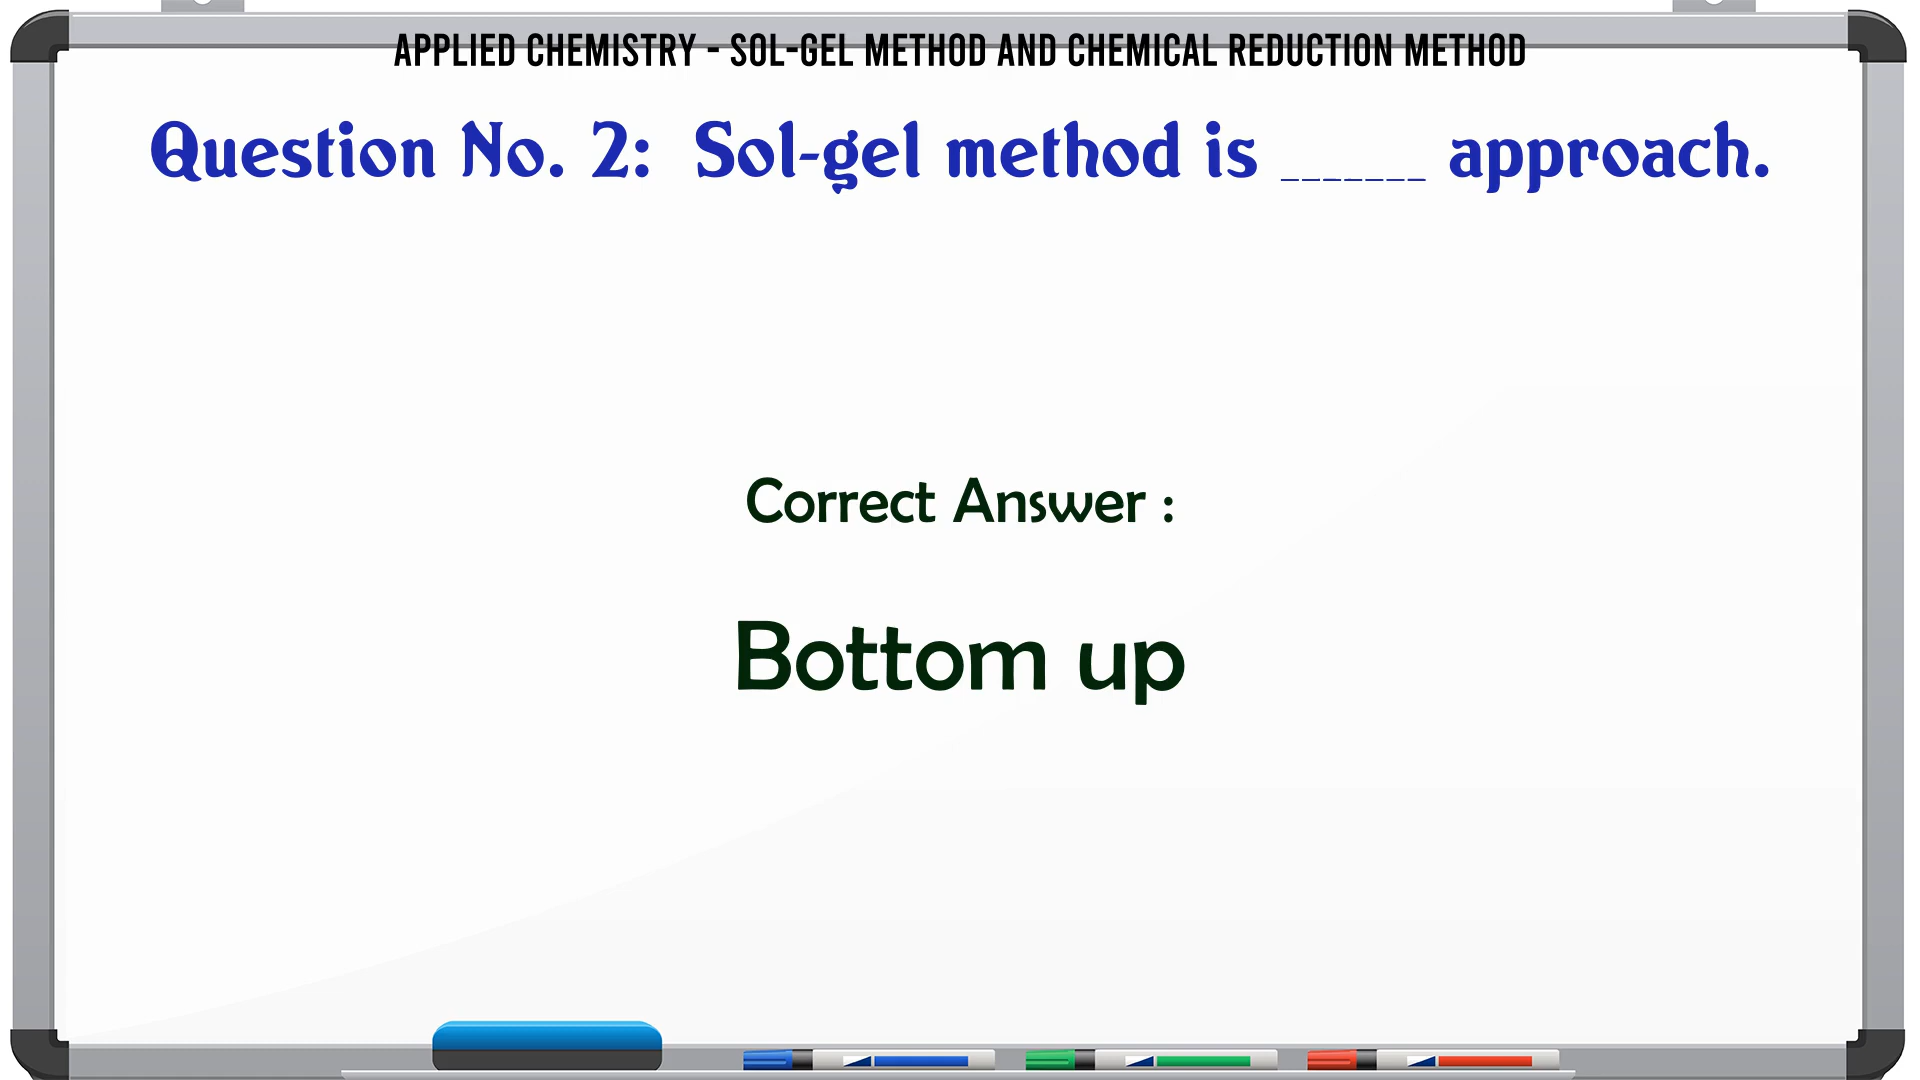 APPLIED CHEMISTRY - SOL-GEL METHOD AND CHEMICAL REDUCTION METHOD
Question No. 2:  Sol-gel method is _______ approach.
Correct Answer :
Bottom up